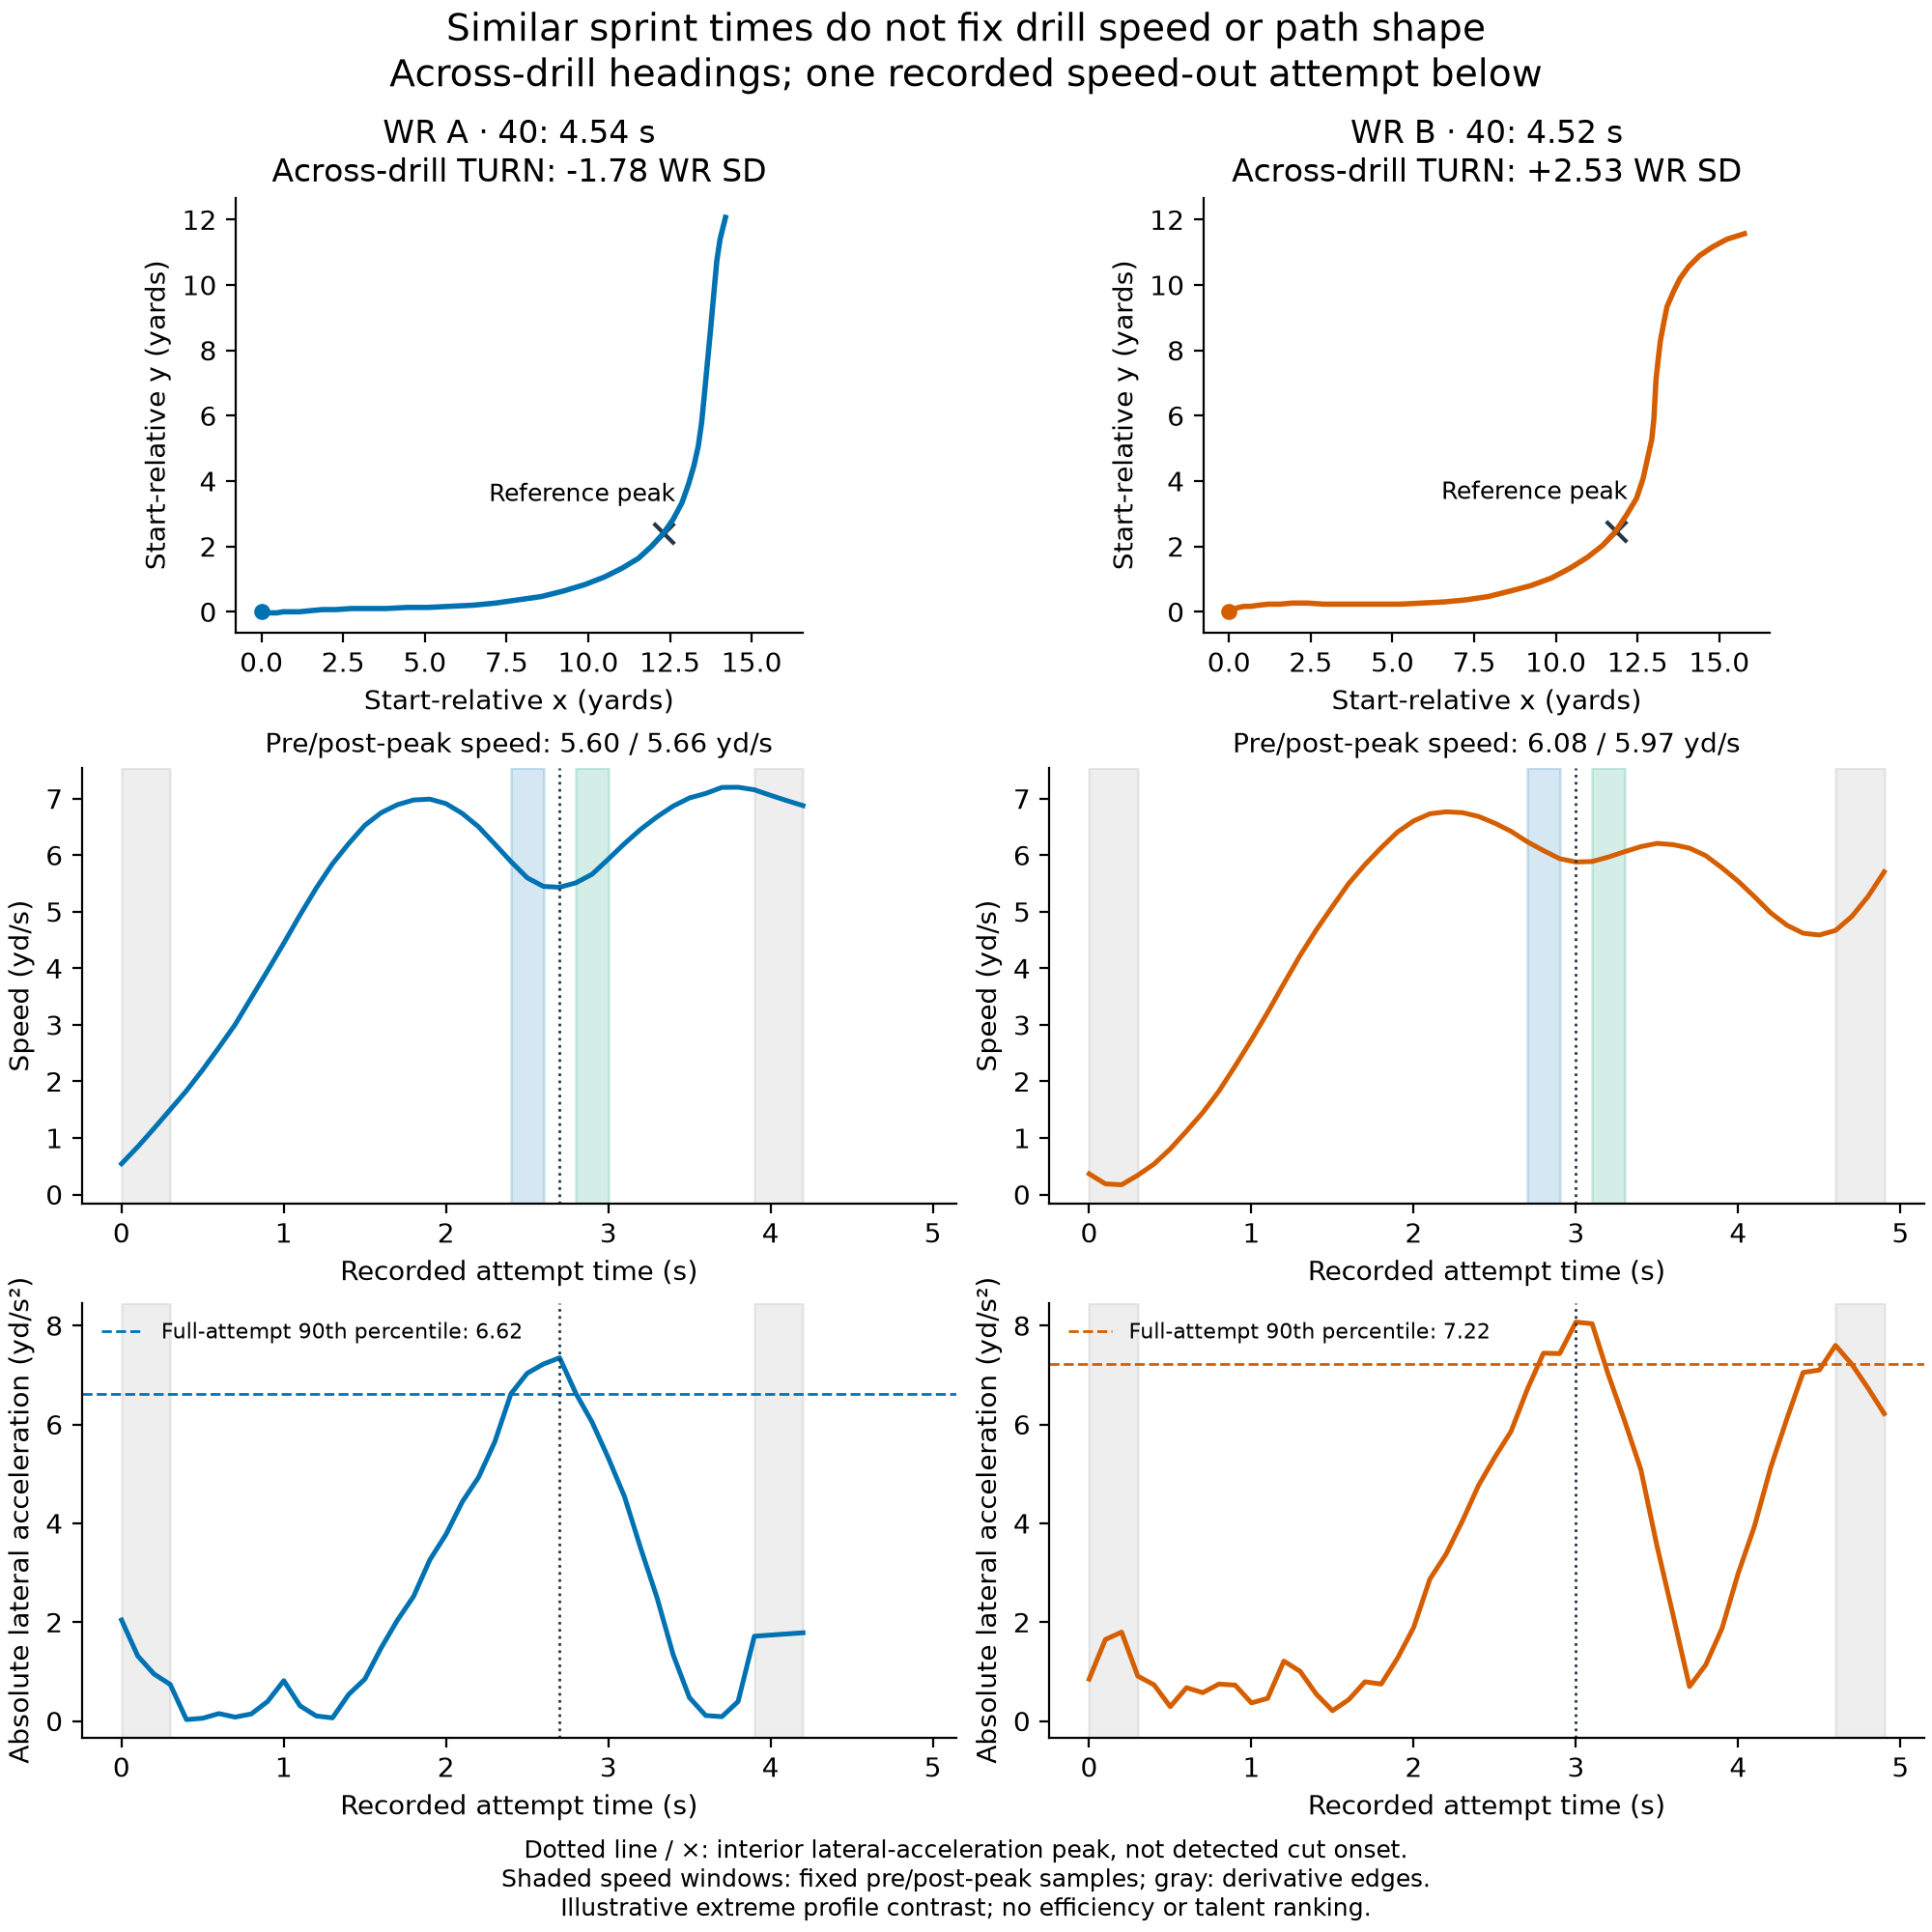 Similar sprint times do not fix drill speed or path shape
Across-drill headings; one recorded speed-out attempt below
WR A · 40: 4.54 s
Across-drill TURN: -1.78 WR SD
12
10
8
6
4
2
0
Start-relative y (yards)
Reference peak
0.0 2.5 5.0 7.5 10.0 12.5 15.0
Start-relative x (yards)
WR B · 40: 4.52 s
Across-drill TURN: +2.53 WR SD
12
10
8
6
4
2
0
Start-relative y (yards)
Reference peak
0.0 2.5 5.0 7.5 10.0 12.5 15.0
Start-relative x (yards)
Pre/post-peak speed: 5.60 / 5.66 yd/s
7
6
5
4
3
2
1
0
Speed (yd/s)
0 1 2 3 4 5
Recorded attempt time (s)
Pre/post-peak speed: 6.08 / 5.97 yd/s
7
6
5
4
3
2
1
0
Speed (yd/s)
0 1 2 3 4 5
Recorded attempt time (s)
Full-attempt 90th percentile: 6.62
8
6
4
2
0
Absolute lateral acceleration (yd/s²)
0 1 2 3 4 5
Recorded attempt time (s)
Full-attempt 90th percentile: 7.22
8
6
4
2
0
Absolute lateral acceleration (yd/s²)
0 1 2 3 4 5
Recorded attempt time (s)
Dotted line / ×: interior lateral-acceleration peak, not detected cut onset.
Shaded speed windows: fixed pre/post-peak samples; gray: derivative edges.
Illustrative extreme profile contrast; no efficiency or talent ranking.